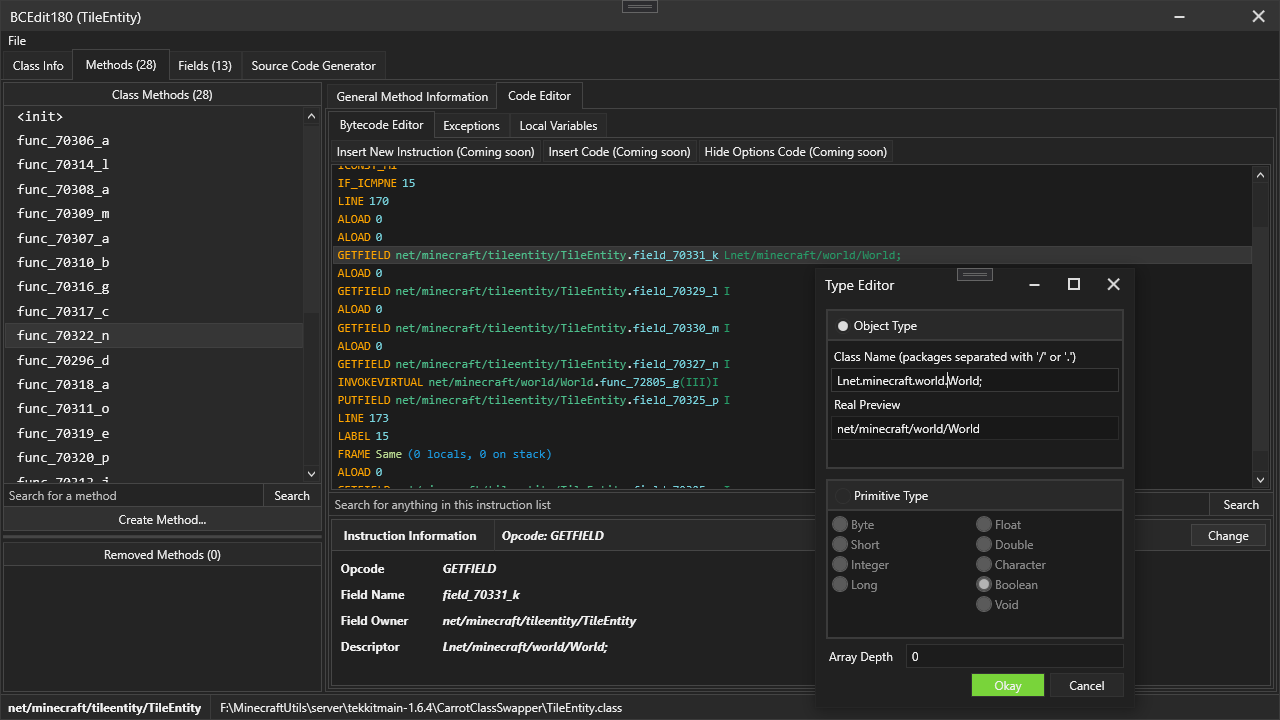 BCEdit180 (TileEntity)
File
Class Info
Methods (28)
Fields (13)
Source Code Generator
Class Methods (28)
<init>
func_70306_a
func_70314_l
func_70308_a
func_70309_m
func_70307_a
func_70310_b
func_70316_g
func_70317_c
func_70322_n
func_70296_d
func_70318_a
func_70311_o
func_70319_e
func_70320_p
func_70313_j
Search for a method
Search
Create Method...
Removed Methods (0)
General Method Information
Code Editor
Bytecode Editor
Exceptions
Local Variables
Insert New Instruction (Coming soon)
Insert Code (Coming soon)
Hide Options Code (Coming soon)
ICONST_M1
IF_ICMPNE 15
LINE 170
ALOAD 0
ALOAD 0
GETFIELD net/minecraft/tileentity/TileEntity.field_70331_k Lnet/minecraft/world/World;
ALOAD 0
GETFIELD net/minecraft/tileentity/TileEntity.field_70329_l I
ALOAD 0
GETFIELD net/minecraft/tileentity/TileEntity.field_70330_m I
ALOAD 0
GETFIELD net/minecraft/tileentity/TileEntity.field_70327_n I
INVOKEVIRTUAL net/minecraft/world/World.func_72805_g(III)I
PUTFIELD net/minecraft/tileentity/TileEntity.field_70325_p I
LINE 173
LABEL 15
FRAME Same (0 locals, 0 on stack)
ALOAD 0
Search for anything in this instruction list
Search
Instruction Information
Opcode: GETFIELD
Change
Opcode GETFIELD
Field Name field_70331_k
Field Owner net/minecraft/tileentity/TileEntity
Descriptor Lnet/minecraft/world/World;
Type Editor
Object Type
Class Name (packages separated with '/' or '.')
Lnet.minecraft.world.World;
Real Preview
net/minecraft/world/World
Primitive Type
Byte
Short
Integer
Long
Float
Double
Character
Boolean
Void
Array Depth 0
Okay
Cancel
net/minecraft/tileentity/TileEntity
F:\MinecraftUtils\server\tekkitmain-1.6.4\CarrotClassSwapper\TileEntity.class